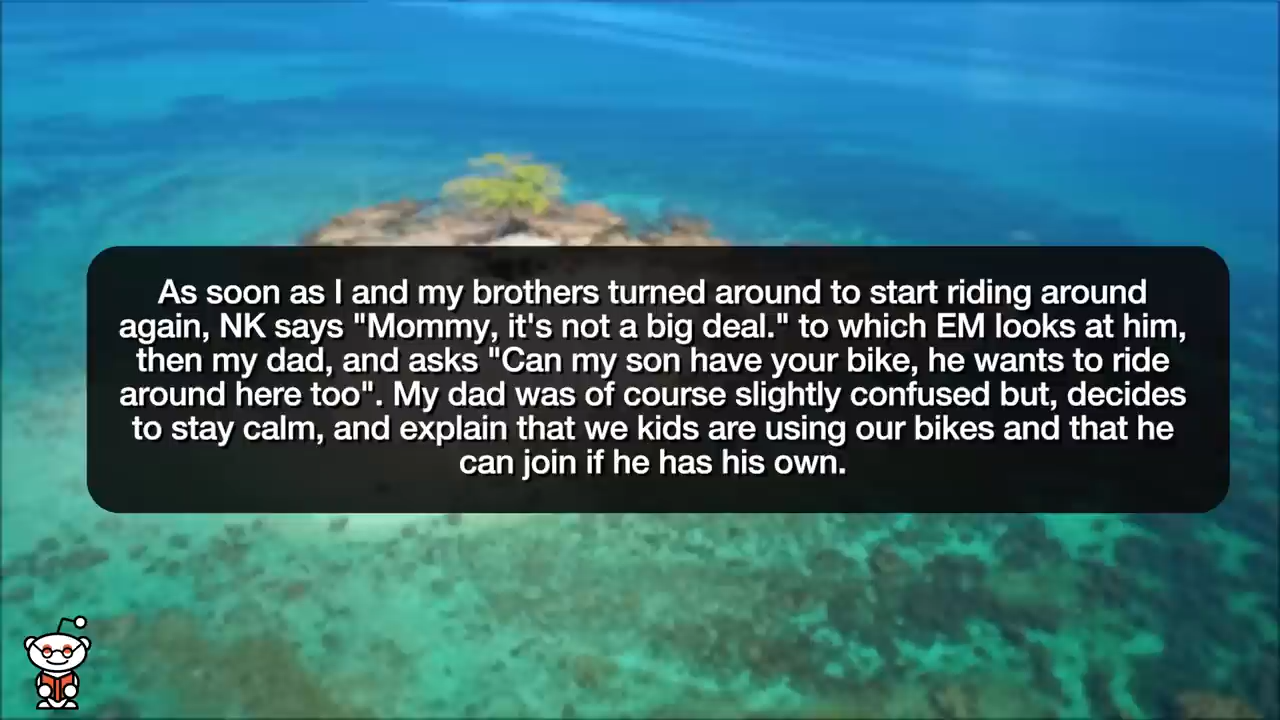 As soon as I and my brothers turned around to start riding around
again, NK says "Mommy, it's not a big deal." to which EM looks at him,
then my dad, and asks "Can my son have your bike, he wants to ride
around here too". My dad was of course slightly confused but, decides
to stay calm, and explain that we kids are using our bikes and that he
can join if he has his own.